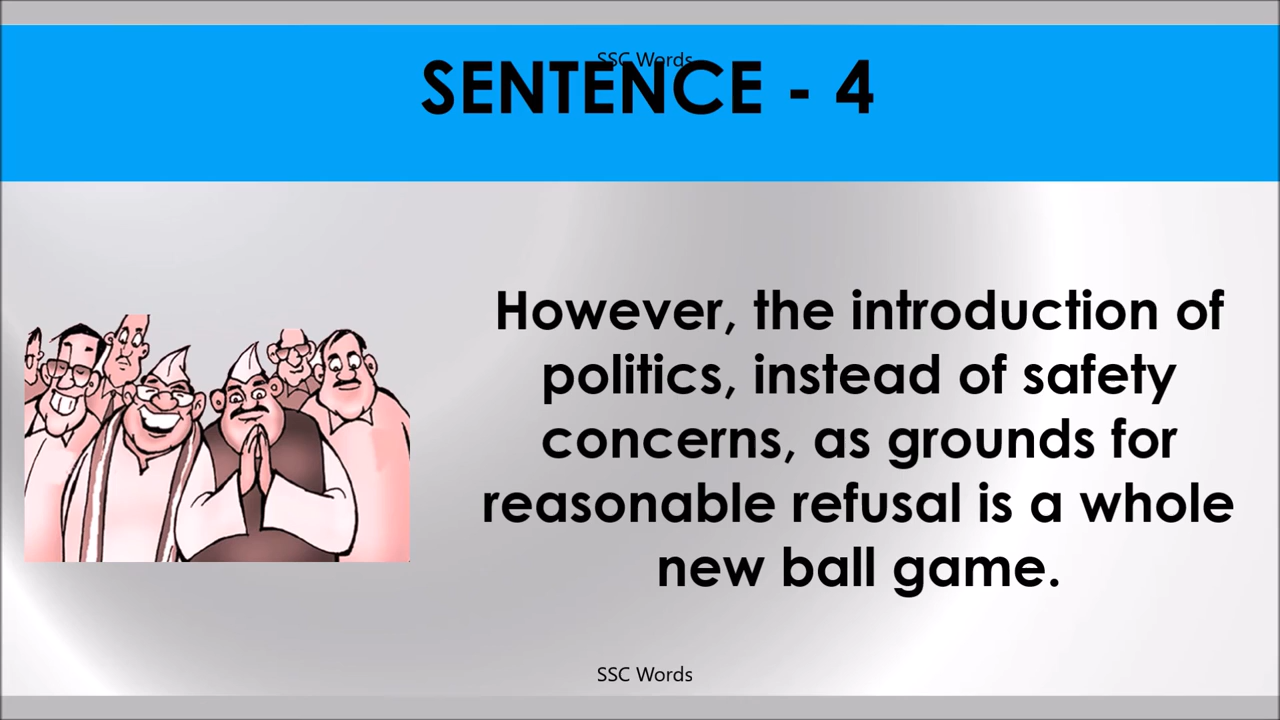 SSC Words
SENTENCE - 4
However, the introduction of
politics, instead of safety
concerns, as grounds for
reasonable refusal is a whole
new ball game.
SSC Words